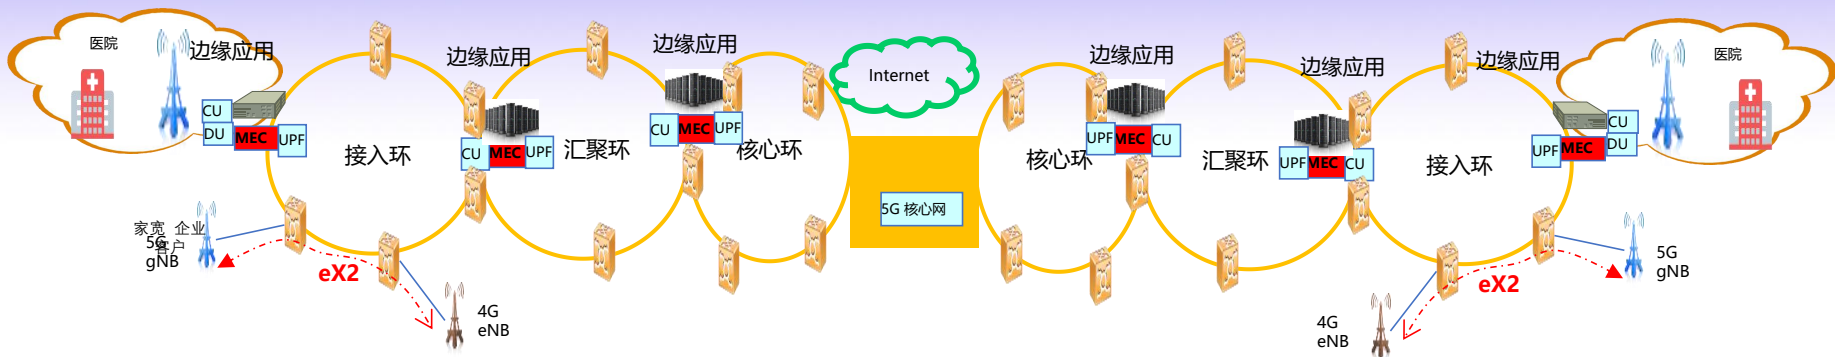 医院
边缘应用
CU
DU
MEC
UPF
接入环
边缘应用
CU
MEC
UPF
汇聚环
边缘应用
CU
MEC
UPF
核心环
Internet
5G 核心网
核心环
边缘应用
UPF
MEC
CU
汇聚环
边缘应用
UPF
MEC
CU
接入环
边缘应用
UPF
MEC
CU
DU
医院
家宽 企业
客户
5G
gNB
eX2
4G
eNB
4G
eNB
eX2
5G
gNB